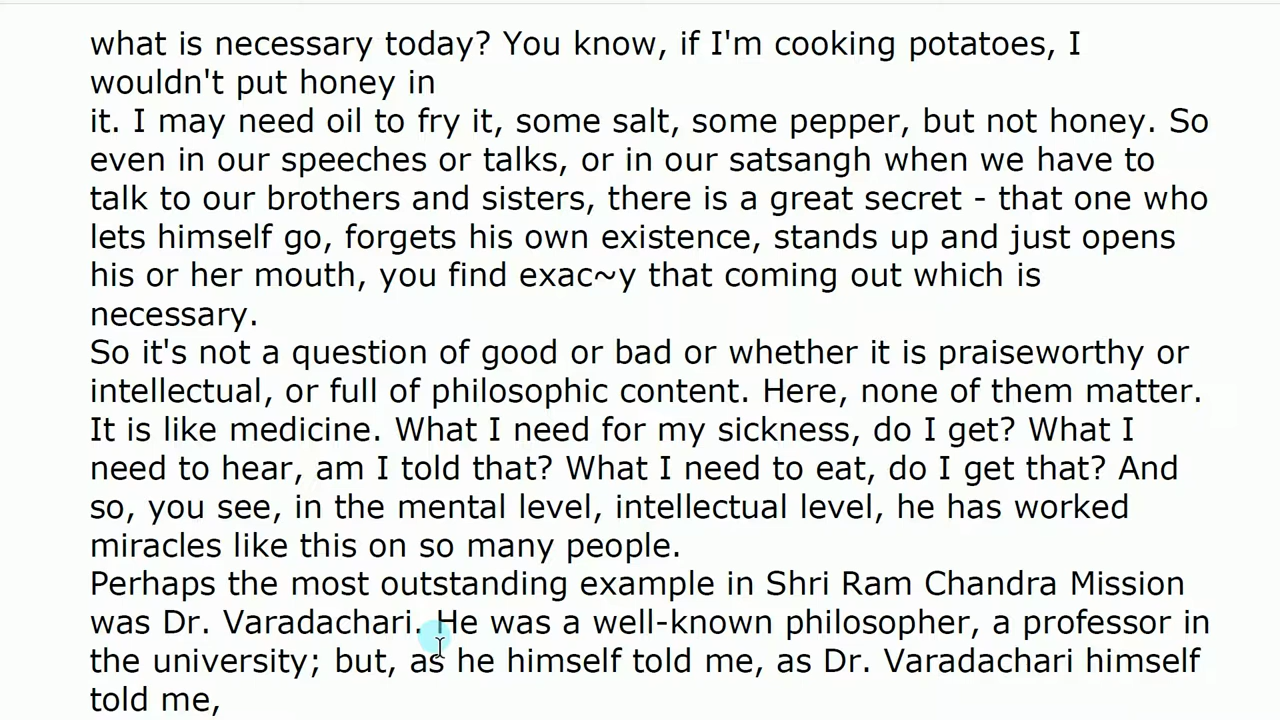 what is necessary today? You know, if I'm cooking potatoes, I
wouldn't put honey in
it. I may need oil to fry it, some salt, some pepper, but not honey. So
even in our speeches or talks, or in our satsangh when we have to
talk to our brothers and sisters, there is a great secret - that one who
lets himself go, forgets his own existence, stands up and just opens
his or her mouth, you find exac~y that coming out which is
necessary.
So it's not a question of good or bad or whether it is praiseworthy or
intellectual, or full of philosophic content. Here, none of them matter.
It is like medicine. What I need for my sickness, do I get? What I
need to hear, am I told that? What I need to eat, do I get that? And
so, you see, in the mental level, intellectual level, he has worked
miracles like this on so many people.
Perhaps the most outstanding example in Shri Ram Chandra Mission
was Dr. Varadachari. He was a well-known philosopher, a professor in
the university; but, as he himself told me, as Dr. Varadachari himself
told me,